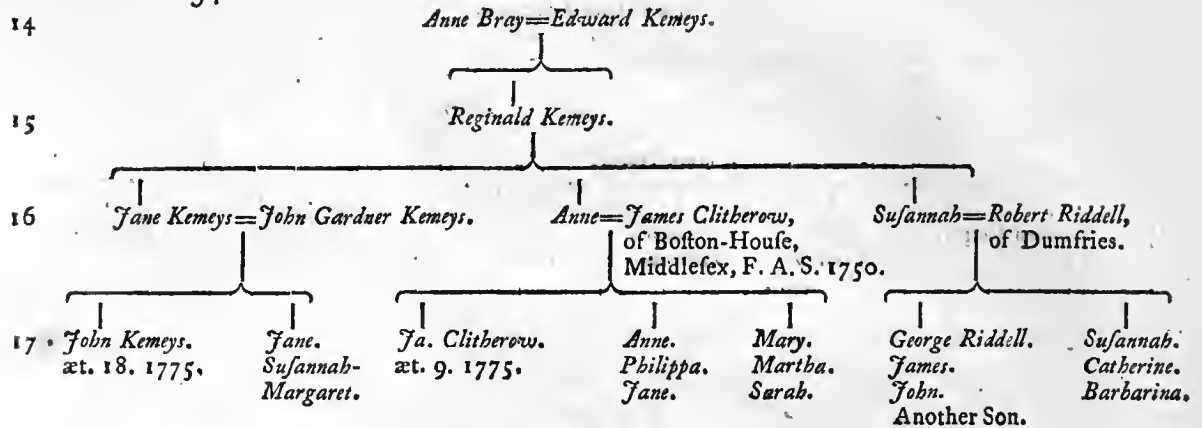 14 Anne Bray=Edward Kemeys.
15 Reginald Kemeys.
16 Jane Kemeys=John Gardner Kemeys. Anne=James Clitherow, Suſannah=Robert Riddell,
of Boſton-Houſe, of Dumfries.
Middleſex, F. A. S. 1750.
17 John Kemeys. Jane. Ja. Clitherow. Anne. Mary. George Riddell. Suſannah.
æt. 18. 1775. Suſannah- æt. 9. 1775. Philippa. Martha. James. Catherine.
Margaret. Jane. Sarah. John. Barbarina.
Another Son.